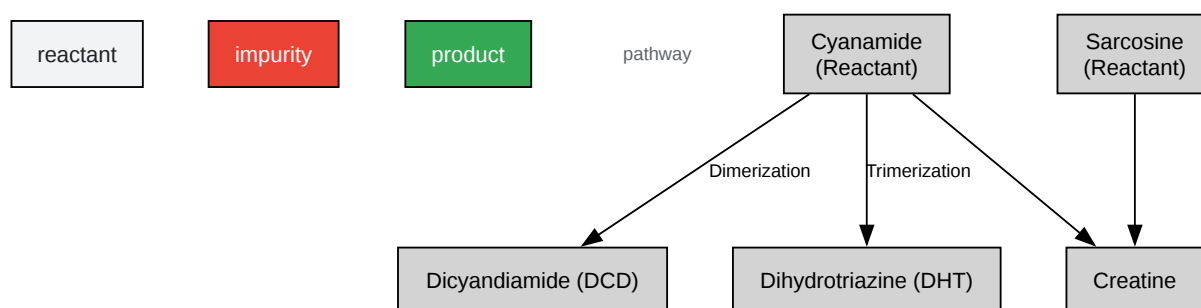 reactant
impurity
product
pathway
Cyanamide
(Reactant)
Sarcosine
(Reactant)
Dimerization
Trimerization
Dicyandiamide (DCD)
Dihydrotriazine (DHT)
Creatine